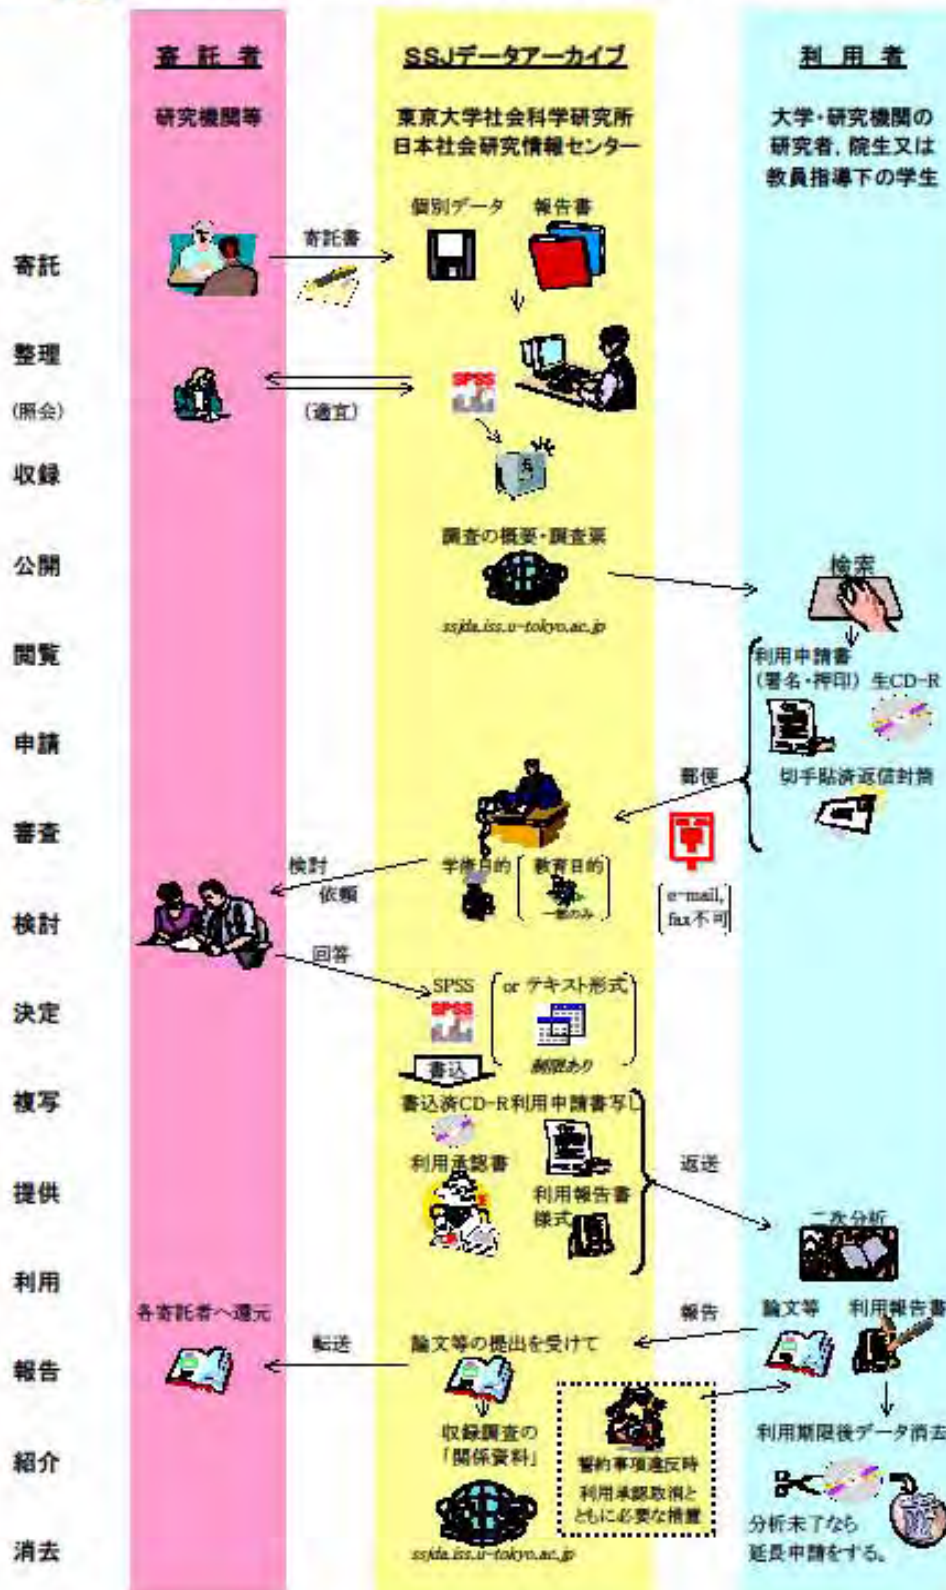 寄託者
研究機関等
SSJデータアーカイブ
東京大学社会科学研究所
日本社会研究情報センター
利用者
大学・研究機関の
研究者，院生又は
教員指導下の学生
寄託
寄託書
個別データ
報告書
整理
(照会)
(適宜)
SPSS
収録
公開
調査の概要・調査票
ssjda.iss.u-tokyo.ac.jp
検索
閲覧
利用申請書
(署名・押印) 生CD-R
申請
郵便
切手貼済返信封筒
審査
検討
依頼
学術目的
教育目的
一部のみ
e-mail,
fax不可
検討
回答
決定
SPSS
or テキスト形式
SPSS
制限あり
書込
複写
書込済CD-R
利用申請書写し
利用承認書
返送
提供
利用報告書
様式
二次分析
利用
各寄託者へ還元
報告
論文等
利用報告書
報告
転送
論文等の提出を受けて
収録調査の
「関係資料」
誓約事項違反時
利用承認取消と
ともに必要な措置
利用期限後データ消去
紹介
分析未了なら
延長申請をする。
消去
ssjda.iss.u-tokyo.ac.jp